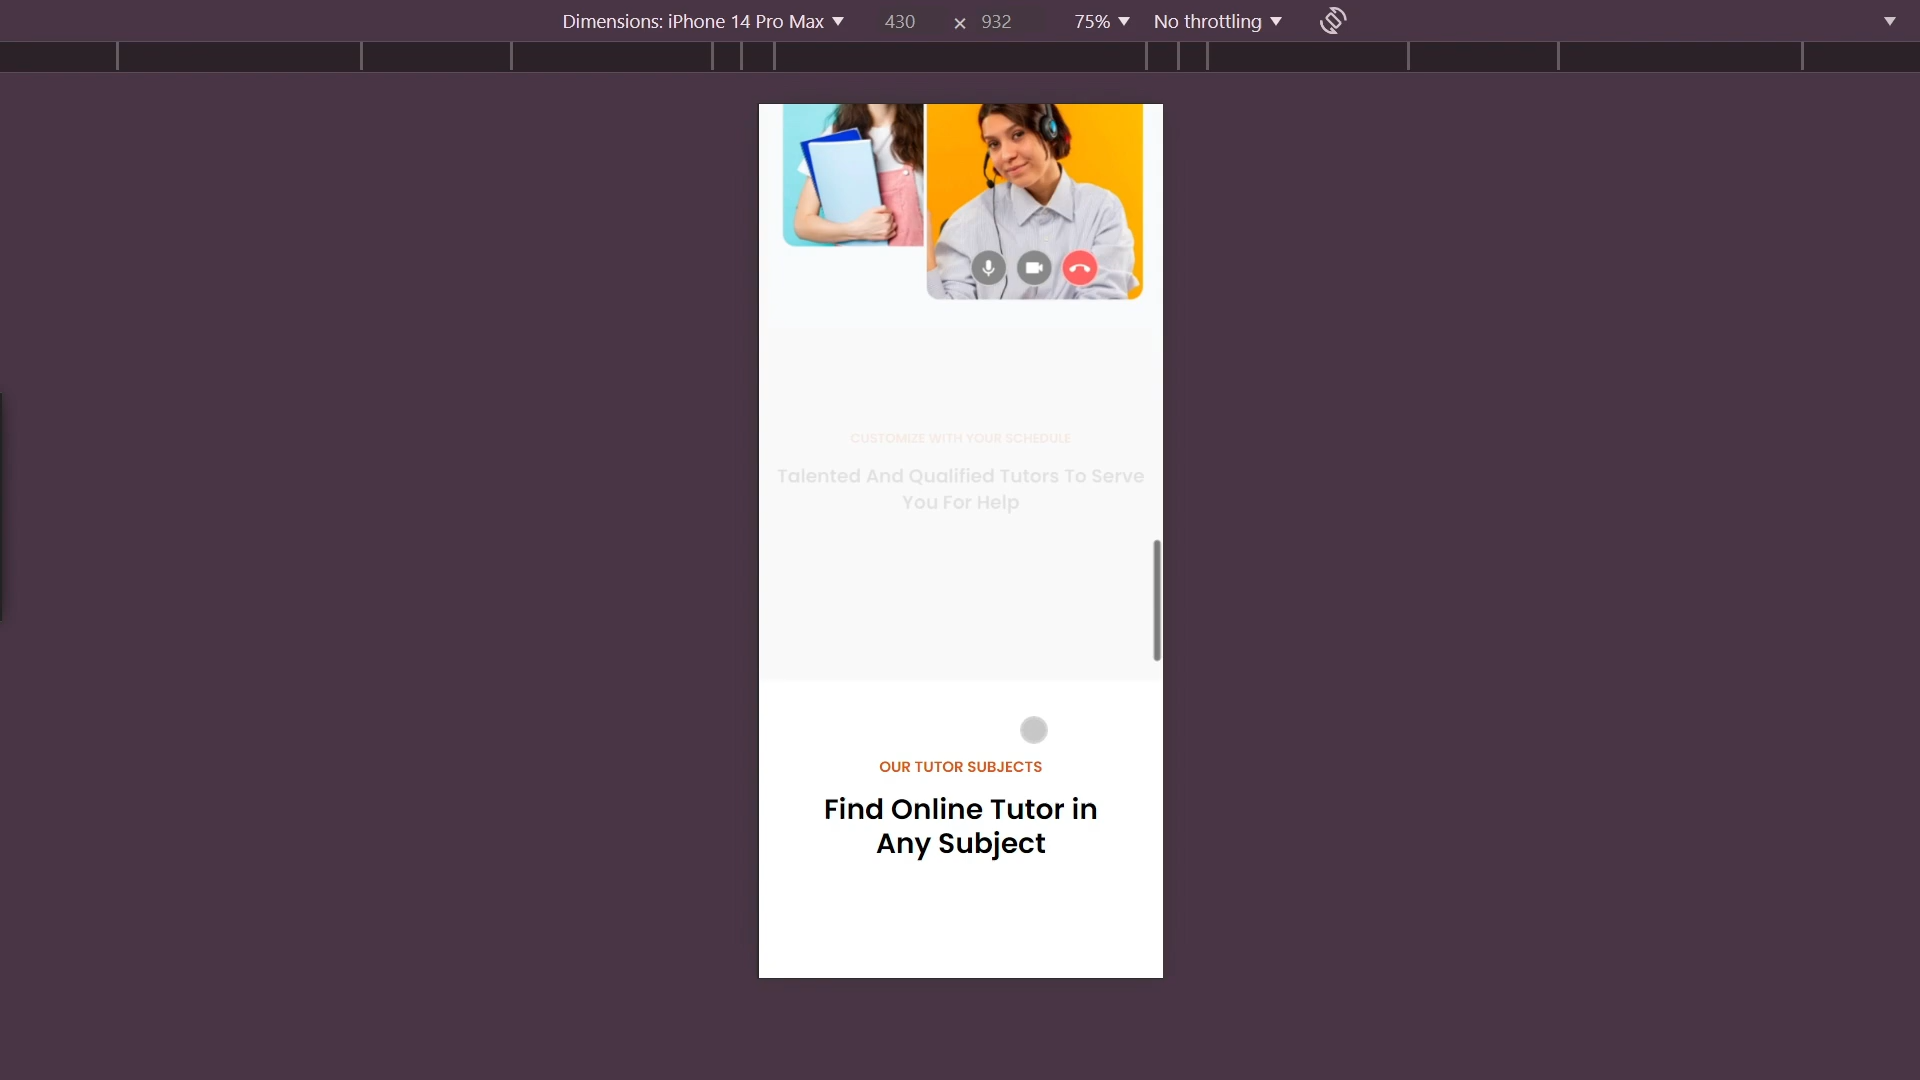 Dimensions: iPhone 14 Pro Max 430 × 932 75% No throttling
CUSTOMIZE WITH YOUR SCHEDULE
Talented And Qualified Tutors To Serve
You For Help
OUR TUTOR SUBJECTS
Find Online Tutor in
Any Subject